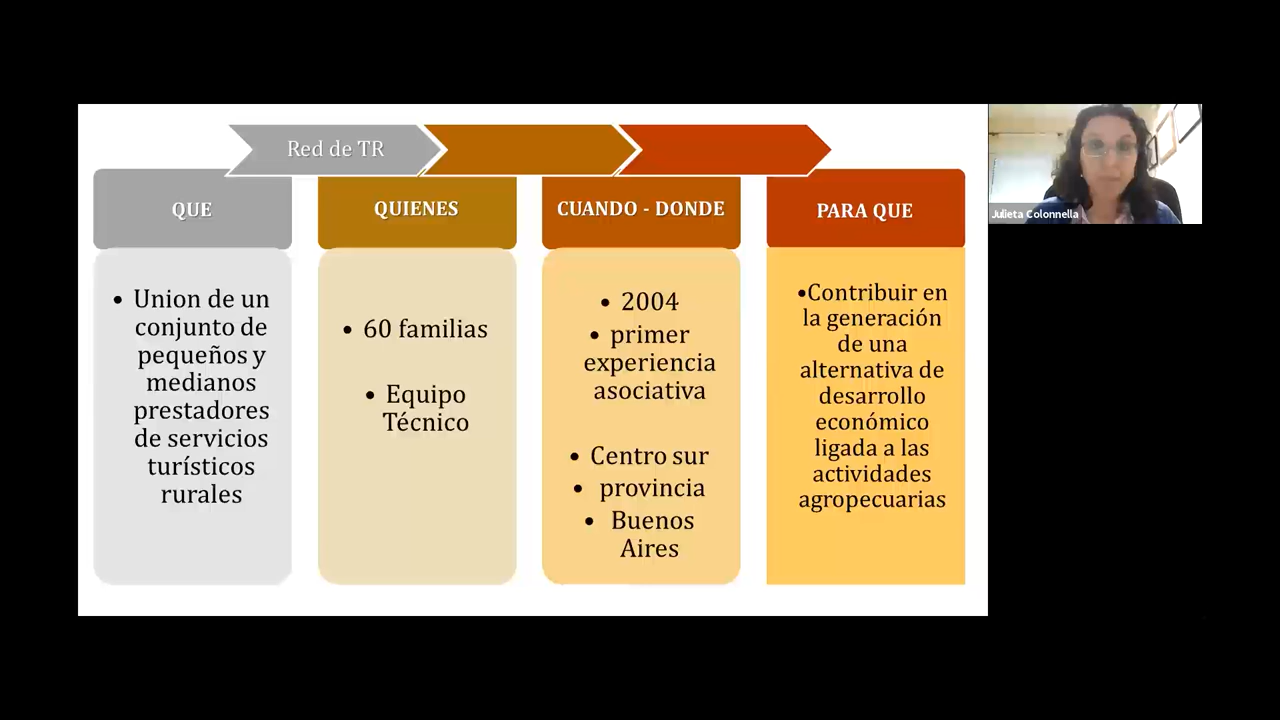 Red de TR
QUE
• Union de un
conjunto de
pequeños y
medianos
prestadores
de servicios
turísticos
rurales
QUIENES
• 60 familias
• Equipo
Técnico
CUANDO - DONDE
• 2004
• primer
experiencia
asociativa
• Centro sur
• provincia
• Buenos
Aires
PARA QUE
•Contribuir en
la generación
de una
alternativa de
desarrollo
económico
ligada a las
actividades
agropecuarias
Julieta Colonnella